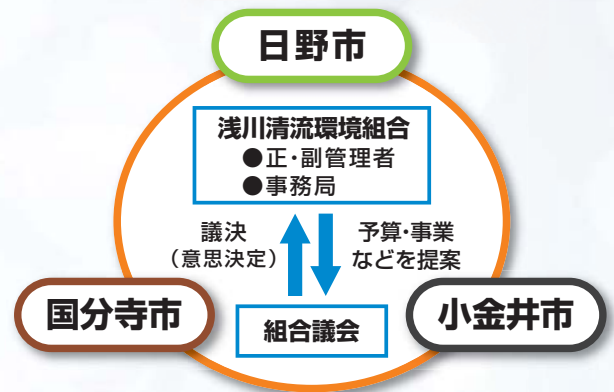 日野市
浅川清流環境組合
●正・副管理者
●事務局
議決
（意思決定）
予算・事業
などを提案
国分寺市
組合議会
小金井市